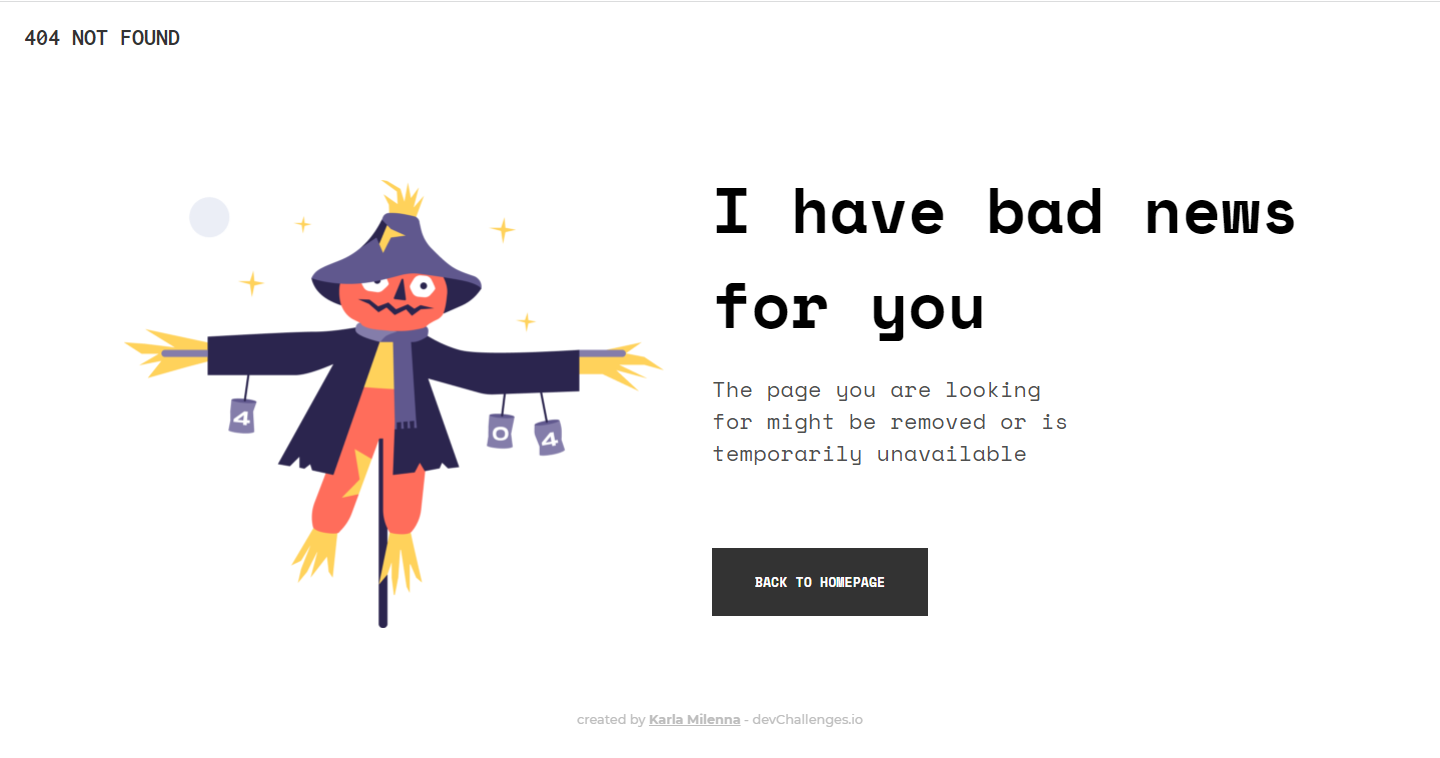 404 NOT FOUND
I have bad news
for you
4
0
4
The page you are looking
for might be removed or is
temporarily unavailable
BACK TO HOMEPAGE
created by Karla Milenna - devChallenges.io